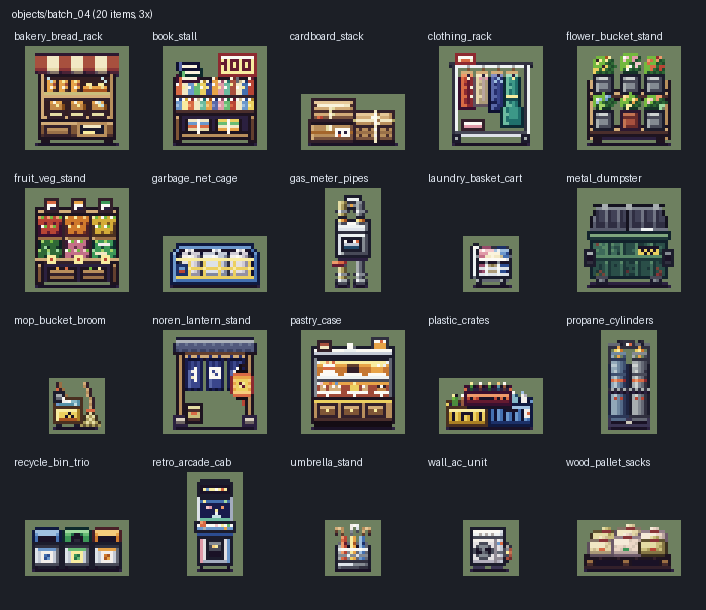 objects/batch_04 (20 items, 3x)
bakery_bread_rack book_stall cardboard_stack clothing_rack flower_bucket_stand
100
fruit_veg_stand garbage_net_cage gas_meter_pipes laundry_basket_cart metal_dumpster
mop_bucket_broom noren_lantern_stand pastry_case plastic_crates propane_cylinders
recycle_bin_trio retro_arcade_cab umbrella_stand wall_ac_unit wood_pallet_sacks